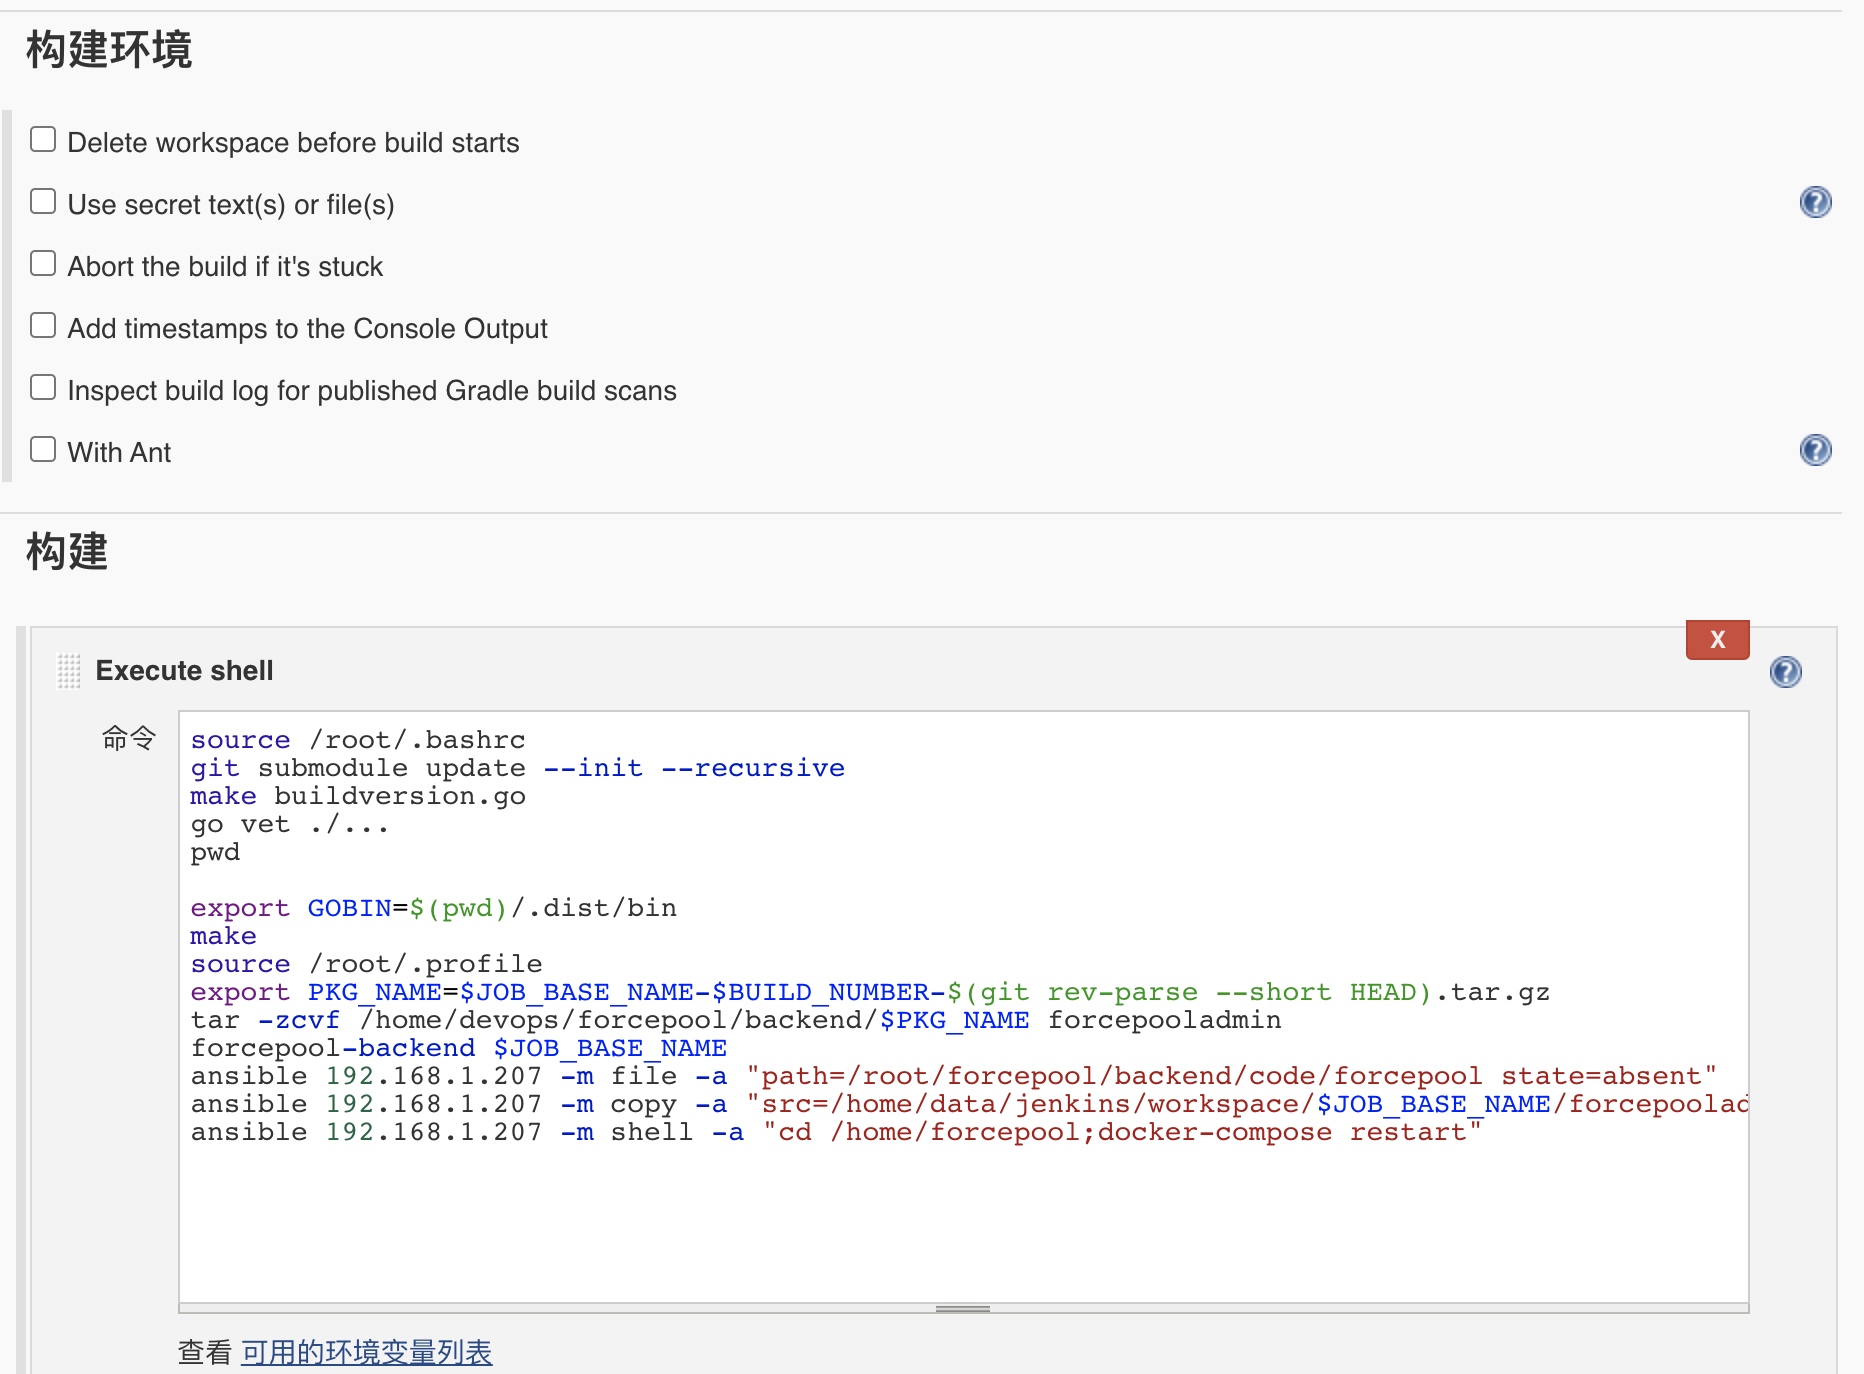 构建环境
Delete workspace before build starts
Use secret text(s) or file(s)
Abort the build if it's stuck
Add timestamps to the Console Output
Inspect build log for published Gradle build scans
With Ant
构建
X
Execute shell
命令
source /root/.bashrc
git submodule update --init --recursive
make buildversion.go
go vet ./...
pwd
export GOBIN=$(pwd)/.dist/bin
make
source /root/.profile
export PKG_NAME=$JOB_BASE_NAME-$BUILD_NUMBER-$(git rev-parse --short HEAD).tar.gz
tar -zcvf /home/devops/forcepool/backend/$PKG_NAME forcepooladmin
forcepool-backend $JOB_BASE_NAME
ansible 192.168.1.207 -m file -a "path=/root/forcepool/backend/code/forcepool state=absent"
ansible 192.168.1.207 -m copy -a "src=/home/data/jenkins/workspace/$JOB_BASE_NAME/forcepoolad
ansible 192.168.1.207 -m shell -a "cd /home/forcepool;docker-compose restart"
查看 可用的环境变量列表